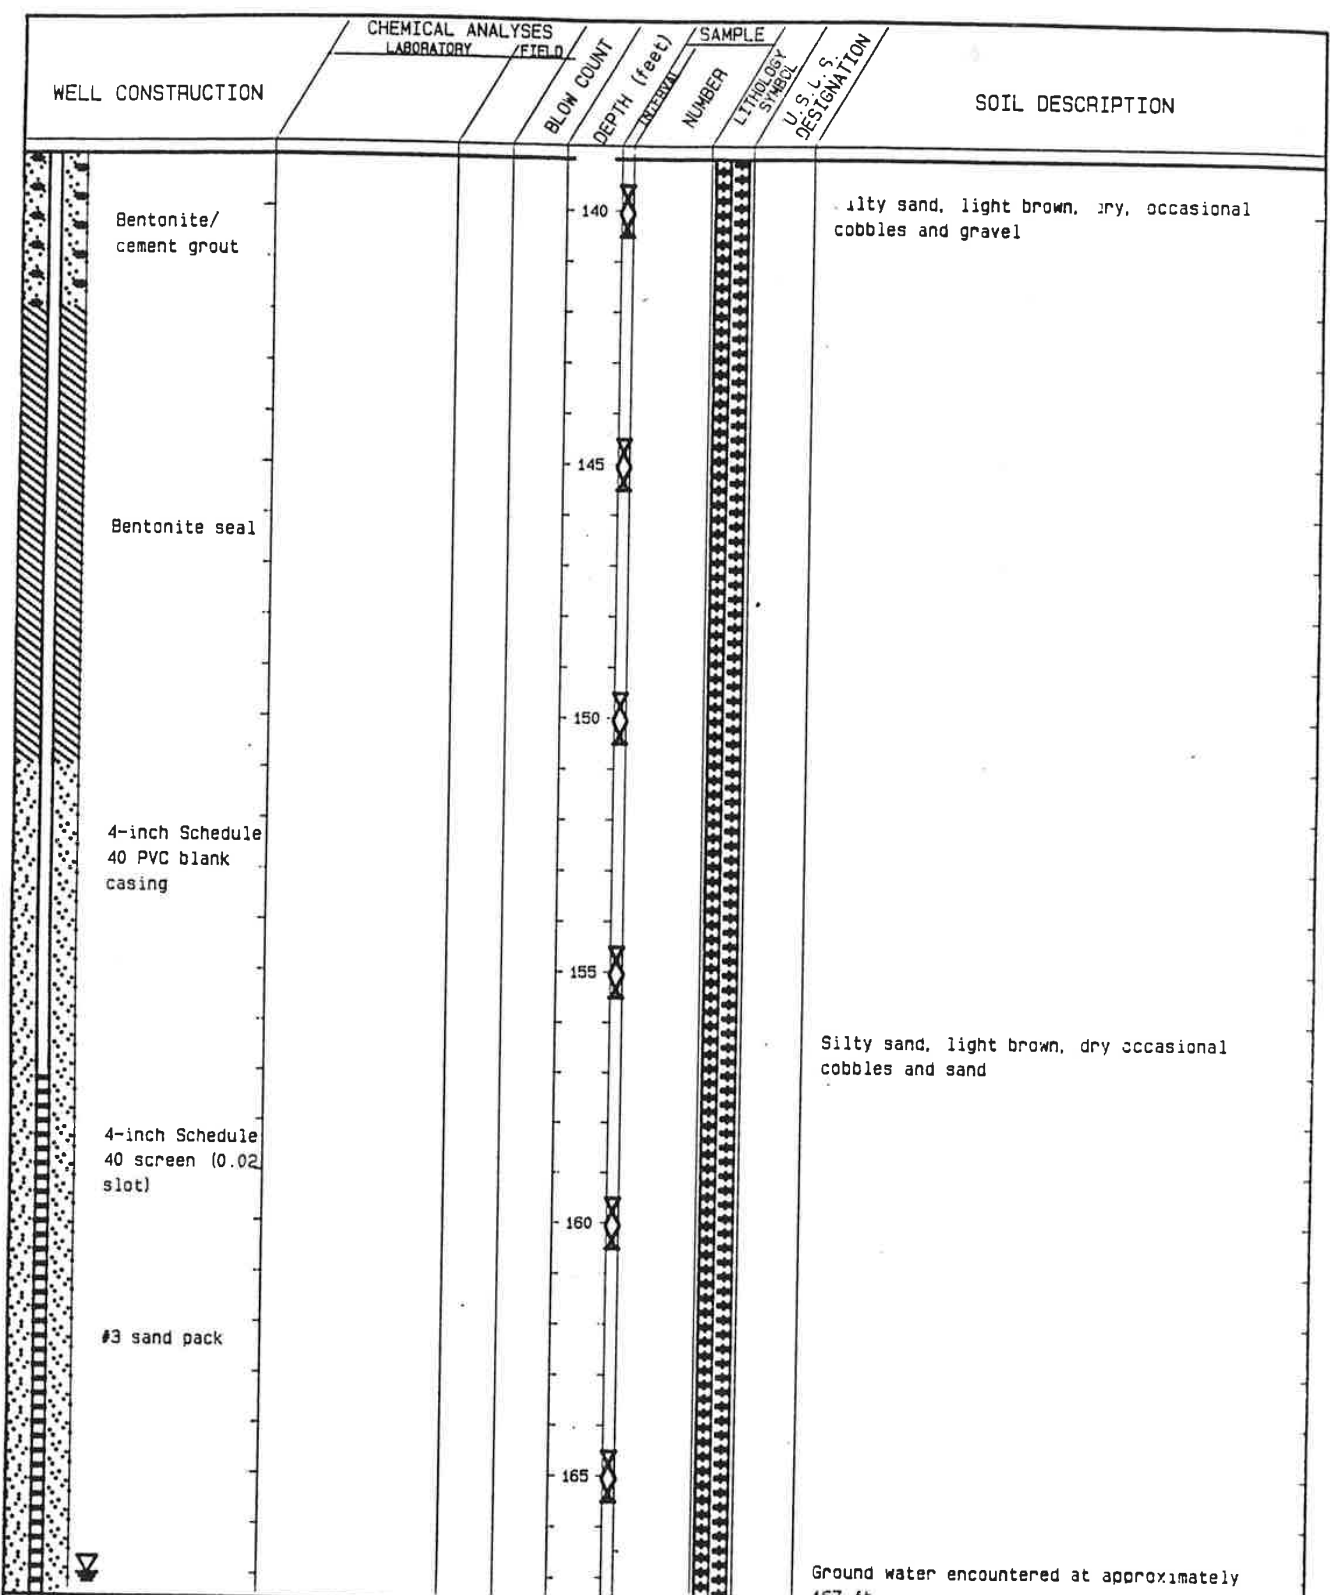 CHEMICAL ANALYSES
LABORATORY
FIELD
WELL CONSTRUCTION
BLOW COUNT
DEPTH (feet)
SAMPLE
INTERVAL
NUMBER
LITHOLOGY
SYMBOL
U.S.C.S.
DESIGNATION
SOIL DESCRIPTION
Bentonite/
cement grout
140
sand, light brown, occasional
cobbles and gravel
145
Bentonite seal
150
4-inch Schedule
40 PVC blank
casing
155
Silty sand, light brown, dry occasional
cobbles and sand
4-inch Schedule
40 screen (0.02
slot)
160
#3 sand pack
165
Ground water encountered at approximately